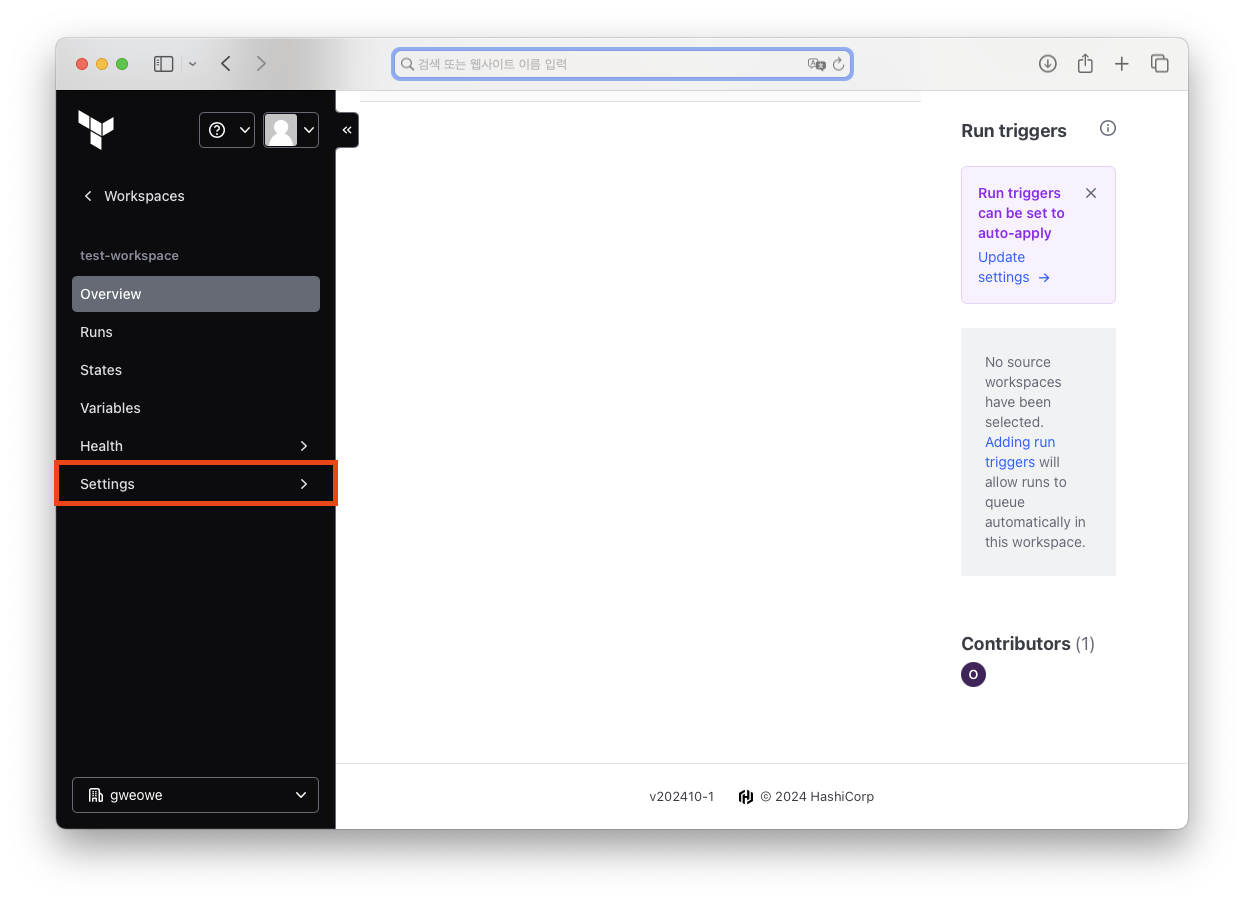 검색 또는 웹사이트 이름 입력
Workspaces
test-workspace
Overview
Runs
States
Variables
Health
Settings
gweowe
Run triggers
Run triggers
can be set to
auto-apply
Update
settings →
No source
workspaces
have been
selected.
Adding run
triggers will
allow runs to
queue
automatically in
this workspace.
Contributors (1)
O
v202410-1
© 2024 HashiCorp